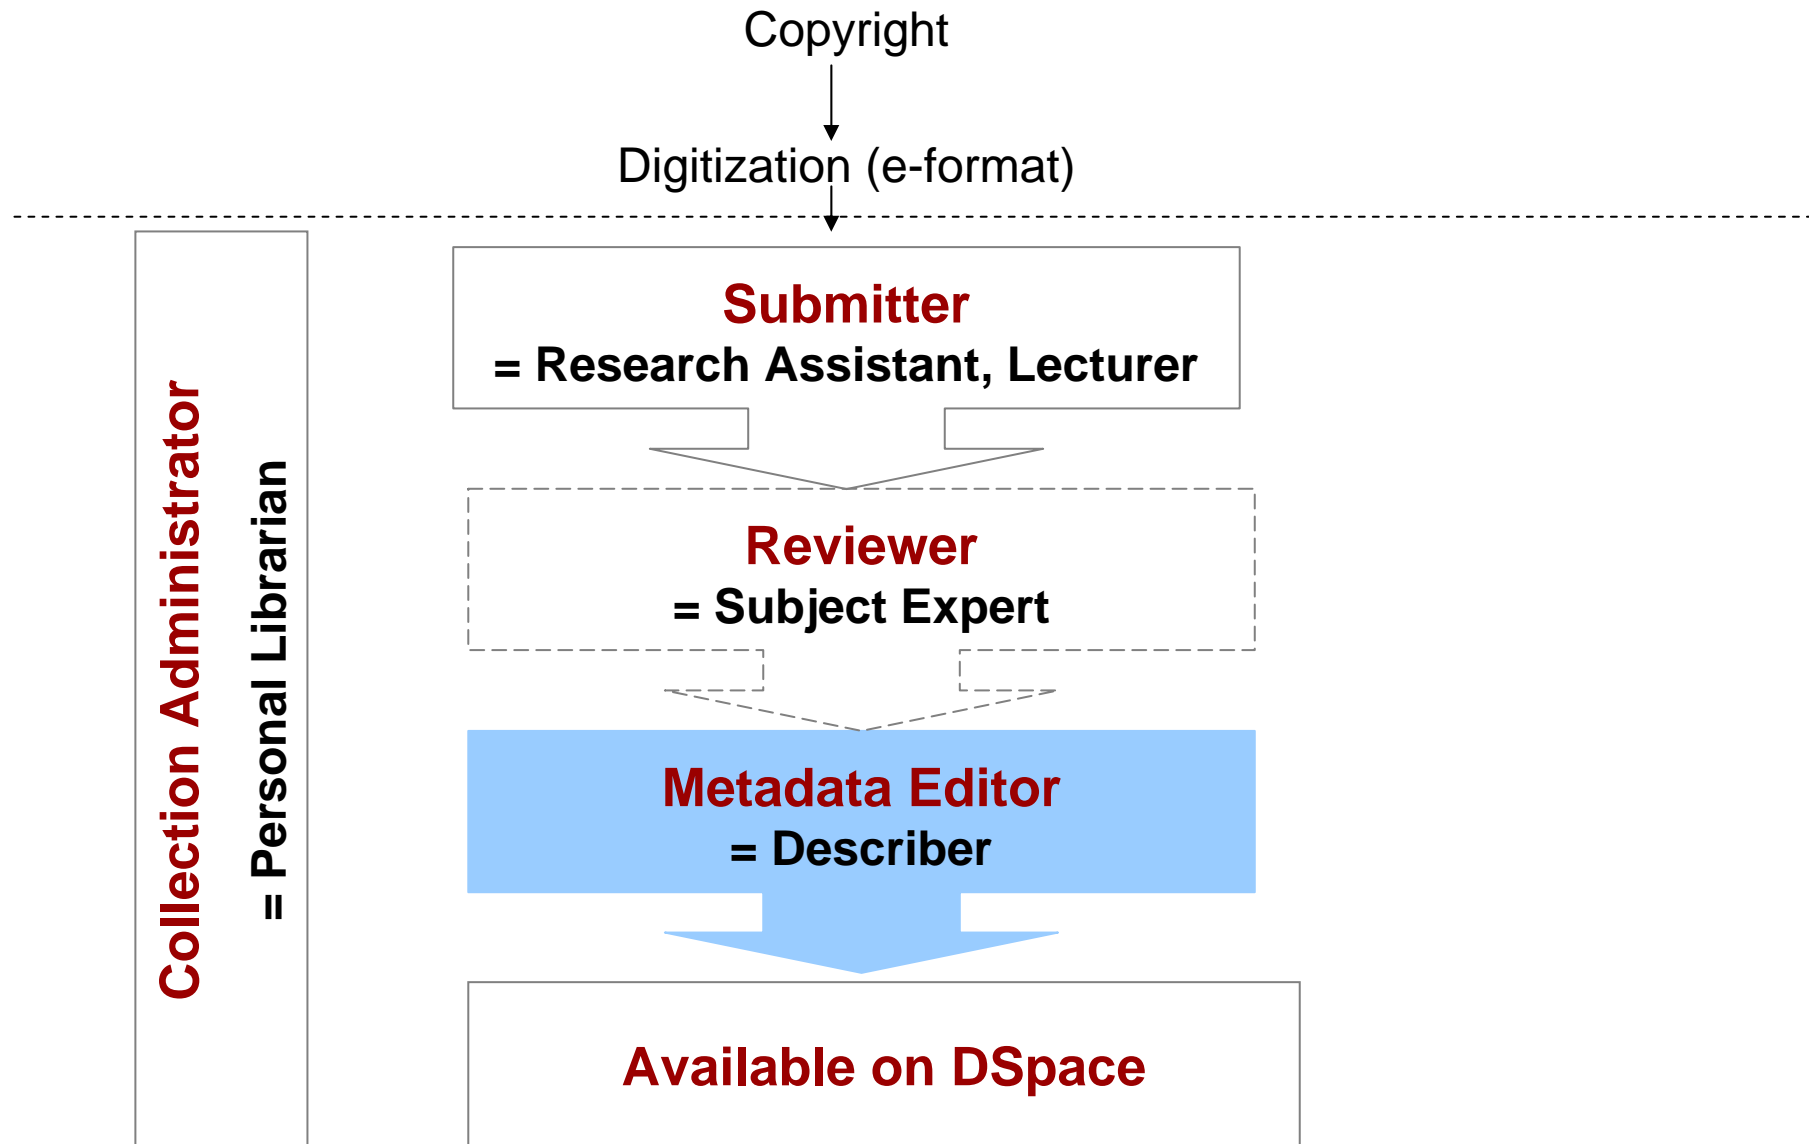 Copyright
Digitization (e-format)
Collection Administrator
= Personal Librarian
Submitter
= Research Assistant, Lecturer
Reviewer
= Subject Expert
Metadata Editor
= Describer
Available on DSpace